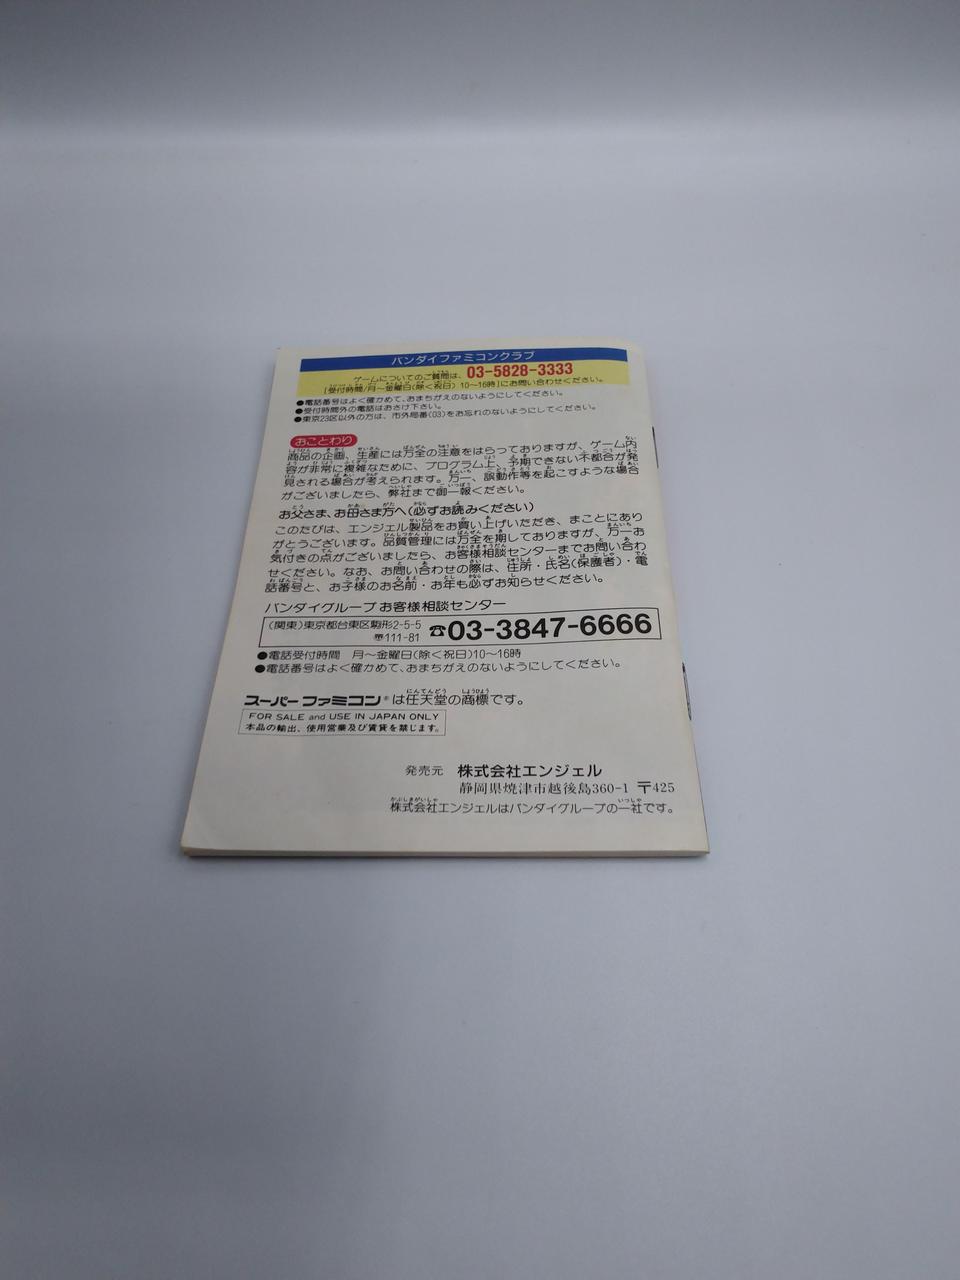 バンダイファミコンクラブ
ゲームについてのご質問は、 03-5828-3333
[受付時間/月～金曜日(除く祝日) 10～16時]にお問い合わせください。
●電話番号はよく確かめて、おまちがえのないようにしてください。
●受付時間外の電話はおさけ下さい。
●東京23区以外の方は、市外局番(03)をお忘れのないようにしてください。
おことわり
商品の企画、生産には万全の注意をはらっておりますが、ゲーム内
容が非常に複雑なために、プログラム上、予期できない不都合が発
見される場合が考えられます。万一、誤動作等を起こすような場合
がございましたら、弊社まで御一報ください。
お父さま、お母さま方へ(必ずお読みください)
このたびは、エンジェル製品をお買い上げいただき、まことにあり
がとうございます。品質管理には万全を期しておりますが、万一お
気付きの点がございましたら、お客様相談センターまでお問い合わ
せください。なお、お問い合わせの際は、住所・氏名(保護者)・電
話番号と、お子様のお名前・お年も必ずお知らせください。
バンダイグループお客様相談センター
(関東)東京都台東区駒形2-5-5
〒111-81 ☎03-3847-6666
●電話受付時間 月～金曜日(除く祝日)10～16時
●電話番号はよく確かめて、おまちがえのないようにしてください。
スーパーファミコン®は任天堂の商標です。
FOR SALE and USE IN JAPAN ONLY
本品の輸出、使用営業及び賃貸を禁じます。
発売元 株式会社エンジェル
静岡県焼津市越後島360-1 〒425
株式会社エンジェルはバンダイグループの一社です。